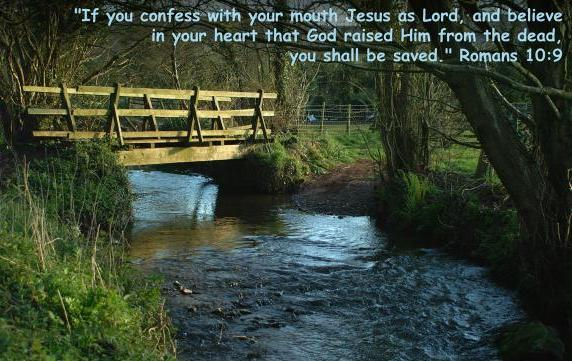 "If you confess with your mouth Jesus as Lord, and believe
in your heart that God raised Him from the dead,
you shall be saved." Romans 10:9